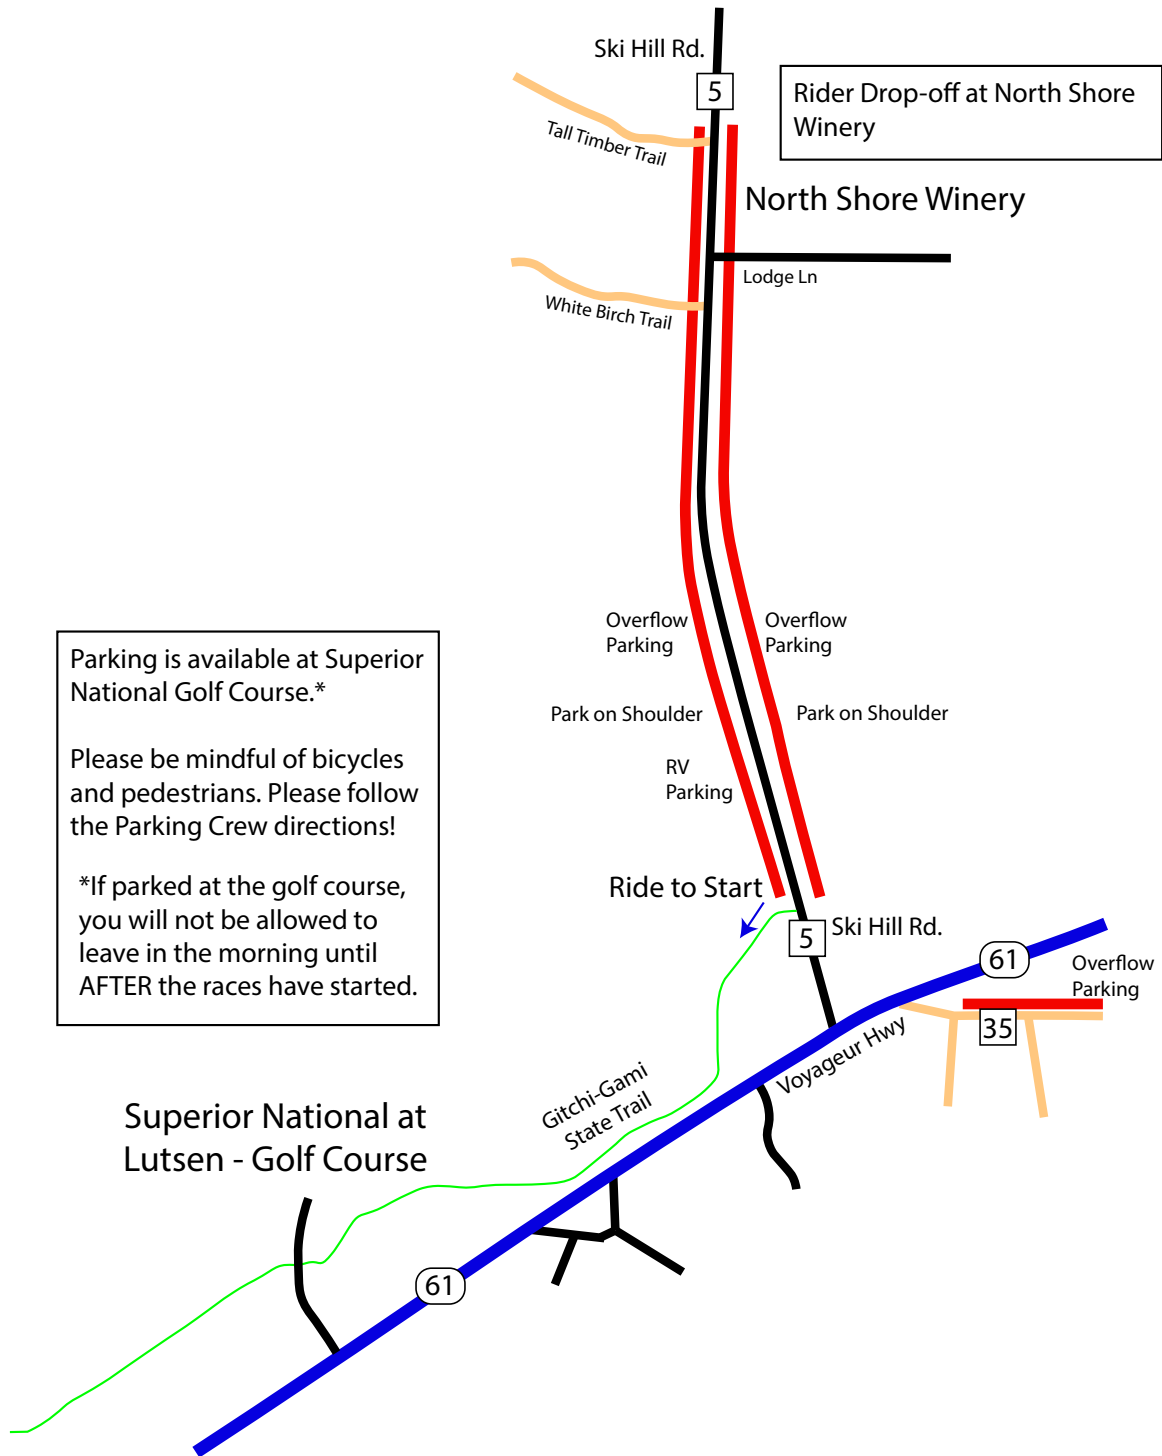 Ski Hill Rd.
5
Rider Drop-off at North Shore
Winery
Tall Timber Trail
North Shore Winery
Lodge Ln
White Birch Trail
Overflow
Parking
Overflow
Parking
Parking is available at Superior
National Golf Course.*
Please be mindful of bicycles
and pedestrians. Please follow
the Parking Crew directions!
*If parked at the golf course,
you will not be allowed to
leave in the morning until
AFTER the races have started.
Park on Shoulder
Park on Shoulder
RV
Parking
Ride to Start
5
Ski Hill Rd.
61
Overflow
Parking
35
Voyageur Hwy
Gitchi-Gami
State Trail
Superior National at
Lutsen - Golf Course
61